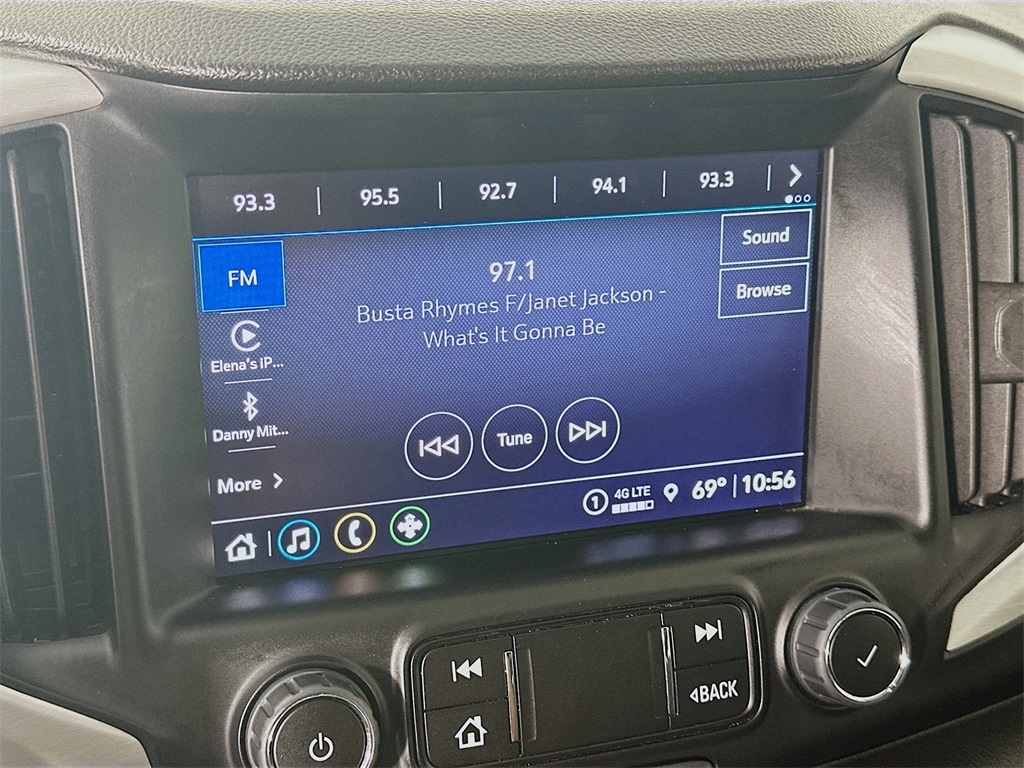 93.3 | 95.5 | 92.7 | 94.1 | 93.3
FM
97.1
Sound
Busta Rhymes F/Janet Jackson -
What's It Gonna Be
Browse
Elena's iP...
Danny Mit...
Tune
More
1 4G LTE 69° | 10:56
BACK